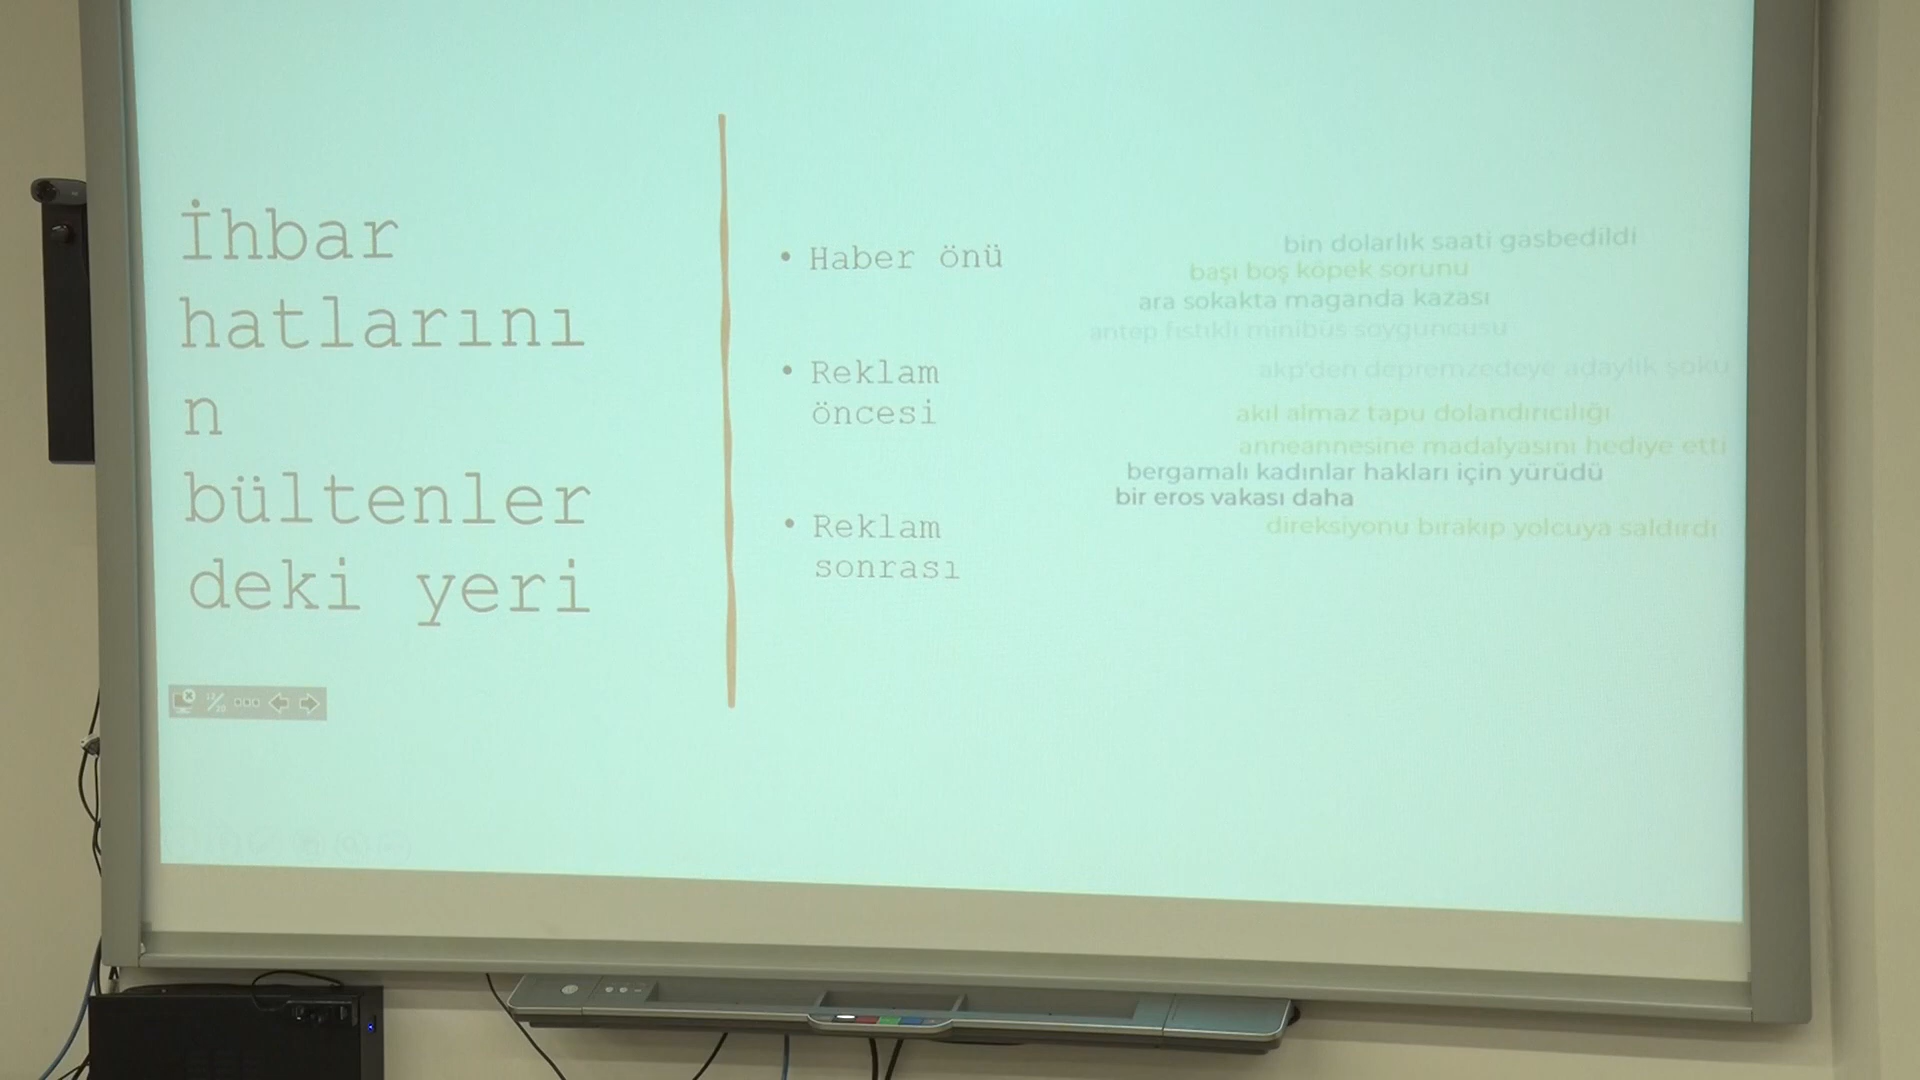 İhbar
hatlarını
n
bültenler
deki yeri
• Haber önü
• Reklam
öncesi
• Reklam
sonrası
bin dolarlık saati gasbedildi
başı boş köpek sorunu
ara sokakta maganda kazası
antep fıstıklı minibüs soyguncusu
akp'den depremzedeye adaylık şoku
akıl almaz tapu dolandırıcılığı
anneannesine madalyasını hediye etti
bergamalı kadınlar hakları için yürüdü
bir eros vakası daha
direksiyonu bırakıp yolcuya saldırdı